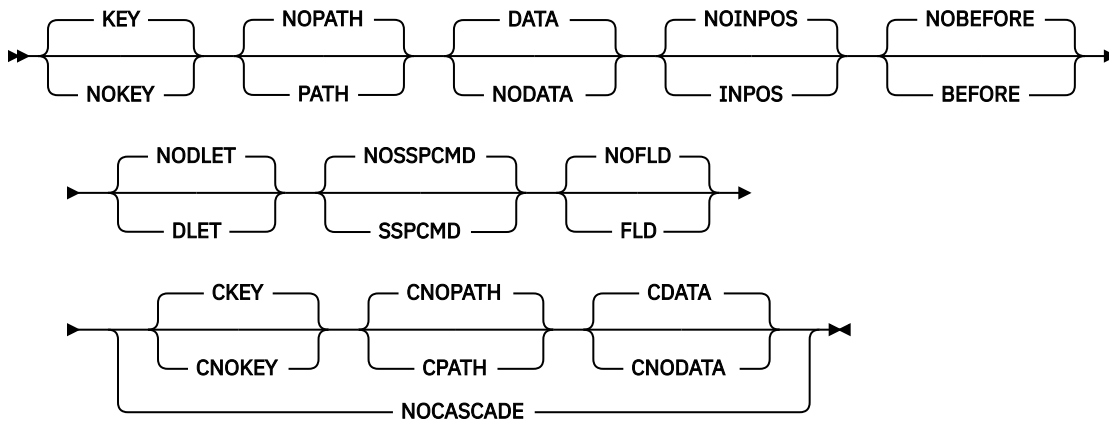 KEY NOPATH DATA NOINPOS NOBEFORE
NOKEY PATH NODATA INPOS BEFORE
NODLET NOSSPCMD NOFLD
DLET SSPCMD FLD
CKEY CNOPATH CDATA
CNOKEY CPATH CNODATA
NOCASCADE